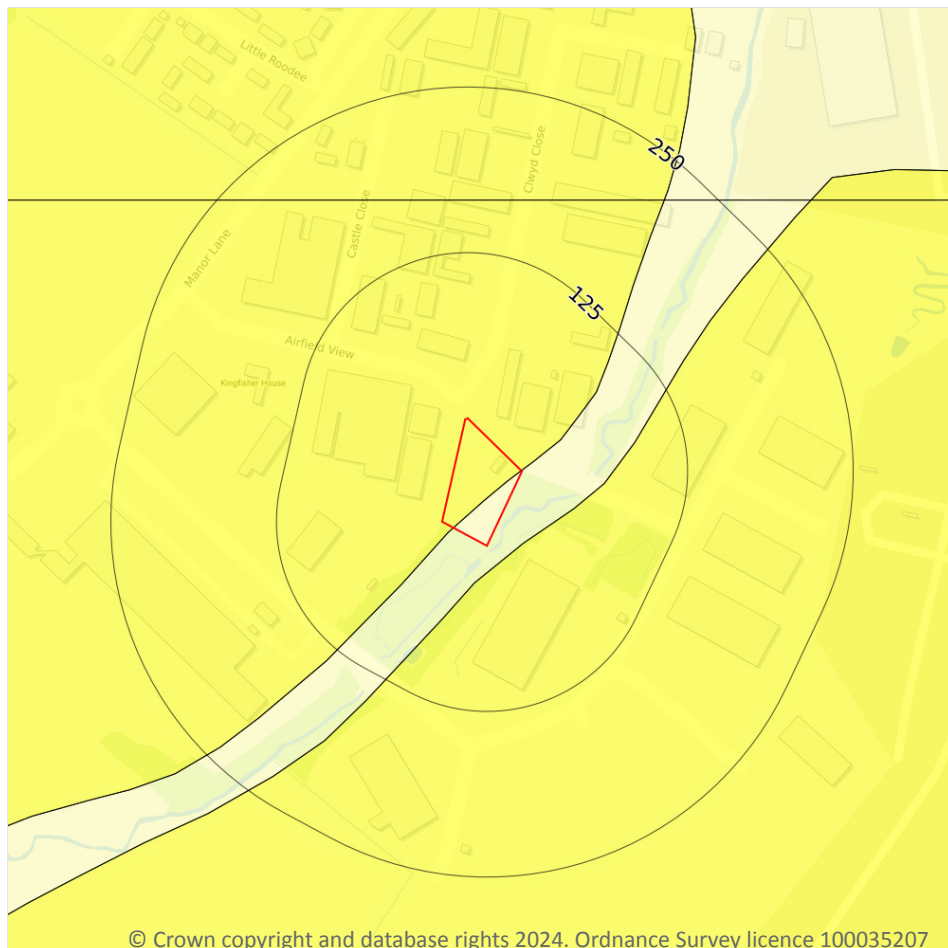 Little Roodee
250
Clwyd Close
Castle Close
Manor Lane
125
Airfield View
Kingfisher House
© Crown copyright and database rights 2024. Ordnance Survey licence 100035207